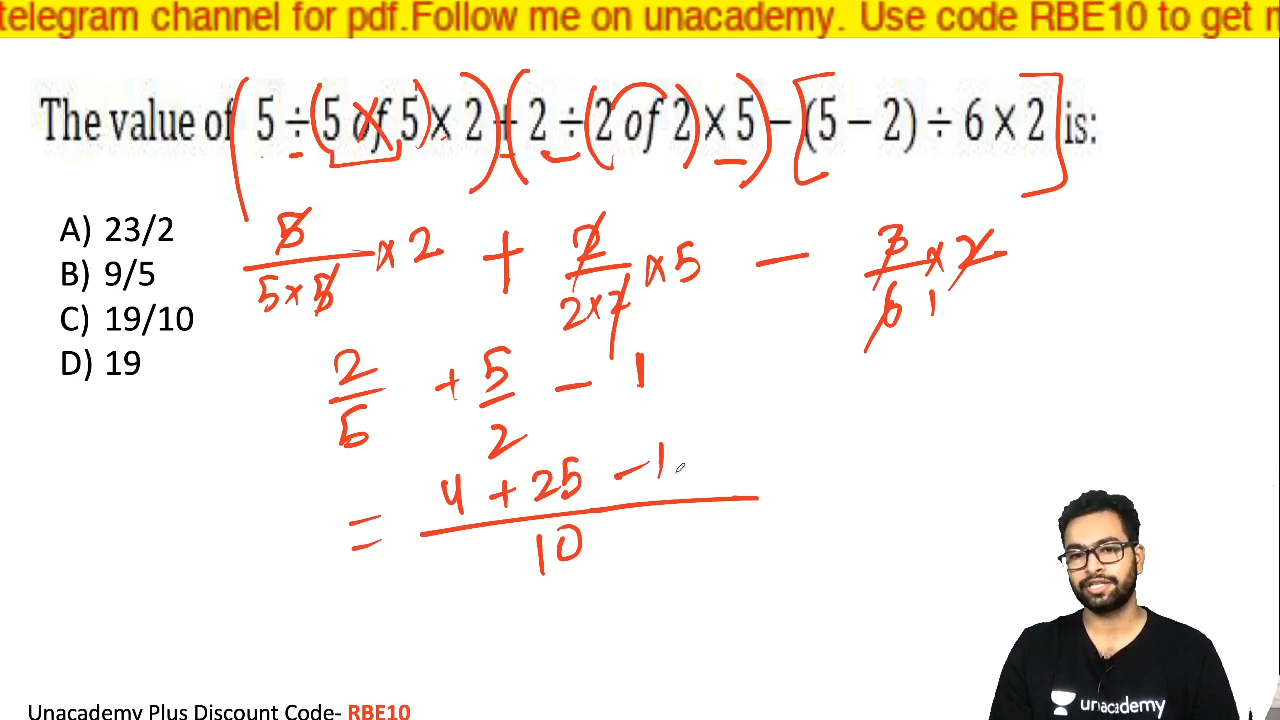 telegram channel for pdf.Follow me on unacademy. Use code RBE10 to get
The value of 5 ÷ (5 of 5) × 2 + 2 ÷ (2 of 2) × 5 − (5 − 2) ÷ 6 × 2 is:
A) 23/2
B) 9/5
C) 19/10
D) 19
5/5×5 × 2 + 2/2×2 × 5 − 3/6 × 2
1
2/5 + 5/2 − 1
= 4 + 25 − 1/10
unacademy
Unacademy Plus Discount Code- RBE10